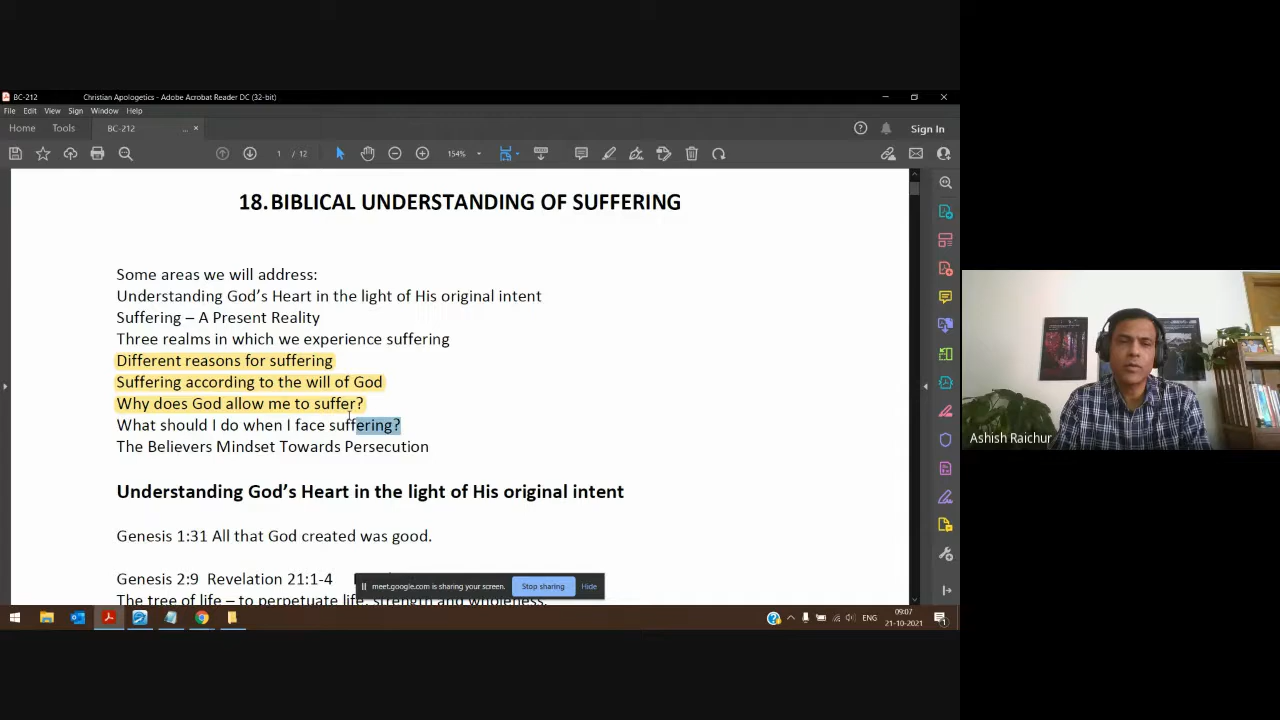 BC-212 Christian Apologetics - Adobe Acrobat Reader DC (32-bit)
File Edit View Sign Window Help
Home Tools BC-212 ... × Sign In
1 / 12 154%
18. BIBLICAL UNDERSTANDING OF SUFFERING
Some areas we will address:
Understanding God's Heart in the light of His original intent
Suffering – A Present Reality
Three realms in which we experience suffering
Different reasons for suffering
Suffering according to the will of God
Why does God allow me to suffer?
What should I do when I face suffering?
The Believers Mindset Towards Persecution
Understanding God's Heart in the light of His original intent
Genesis 1:31 All that God created was good.
Genesis 2:9 Revelation 21:1-4
The tree of life – to perpetuate life, strength and wholeness.
meet.google.com is sharing your screen. Stop sharing Hide
ENG 09:07
21-10-2021
Ashish Raichur